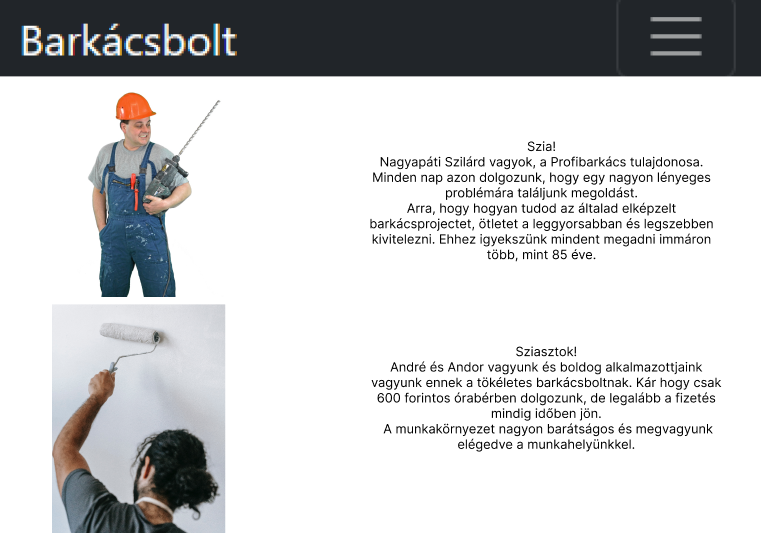 Barkácsbolt
Szia!
Nagyapáti Szilárd vagyok, a Profibarkács tulajdonosa.
Minden nap azon dolgozunk, hogy egy nagyon lényeges
problémára találjunk megoldást.
Arra, hogy hogyan tudod az általad elképzelt
barkácsprojectet, ötletet a leggyorsabban és legszebben
kivitelezni. Ehhez igyekszünk mindent megadni immáron
több, mint 85 éve.
Sziasztok!
André és Andor vagyunk és boldog alkalmazottjaink
vagyunk ennek a tökéletes barkácsboltnak. Kár hogy csak
600 forintos órabérben dolgozunk, de legalább a fizetés
mindig időben jön.
A munkakörnyezet nagyon barátságos és megvagyunk
elégedve a munkahelyünkkel.